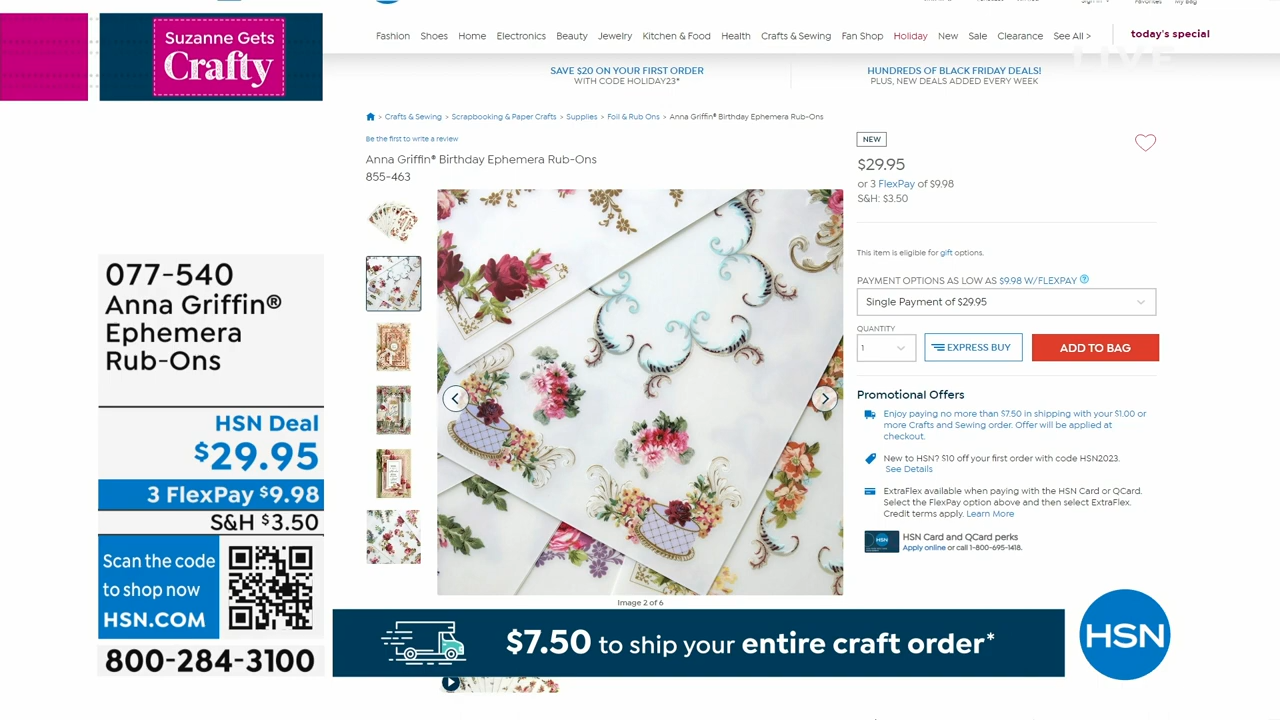 Suzanne Gets
Crafty
Fashion Shoes Home Electronics Beauty Jewelry Kitchen & Food Health Crafts & Sewing Fan Shop Holiday New Sale Clearance See All >
today's special
LIVE
SAVE $20 ON YOUR FIRST ORDER
WITH CODE HOLIDAY23*
HUNDREDS OF BLACK FRIDAY DEALS!
PLUS, NEW DEALS ADDED EVERY WEEK
> Crafts & Sewing > Scrapbooking & Paper Crafts > Supplies > Foil & Rub Ons > Anna Griffin® Birthday Ephemera Rub-Ons
Be the first to write a review
Anna Griffin® Birthday Ephemera Rub-Ons
855-463
NEW
$29.95
or 3 FlexPay of $9.98
S&H: $3.50
This item is eligible for gift options.
PAYMENT OPTIONS AS LOW AS $9.98 W/FLEXPAY ?
Single Payment of $29.95
QUANTITY
1
EXPRESS BUY
ADD TO BAG
Promotional Offers
Enjoy paying no more than $7.50 in shipping with your $1.00 or
more Crafts and Sewing order. Offer will be applied at
checkout.
New to HSN? $10 off your first order with code HSN2023.
See Details
ExtraFlex available when paying with the HSN Card or QCard.
Select the FlexPay option above and then select ExtraFlex.
Credit terms apply. Learn More
HSN
HSN Card and QCard perks
Apply online or call 1-800-695-1418.
Image 2 of 6
077-540
Anna Griffin®
Ephemera
Rub-Ons
HSN Deal
$29.95
3 FlexPay $9.98
S&H $3.50
Scan the code
to shop now
HSN.COM
800-284-3100
$7.50 to ship your entire craft order*
HSN